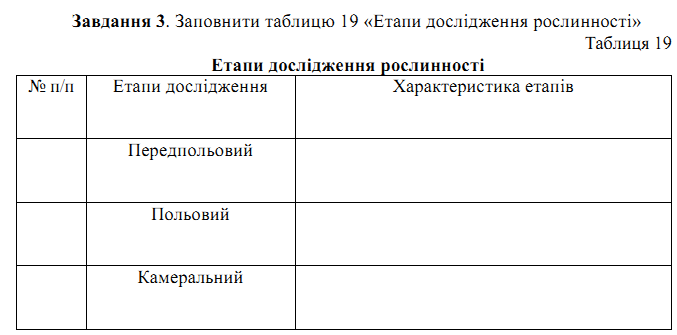 Завдання 3. Заповнити таблицю 19 «Етапи дослідження рослинності»
Таблиця 19
Етапи дослідження рослинності
№ п/п Етапи дослідження Характеристика етапів
Передпольовий
Польовий
Камеральний